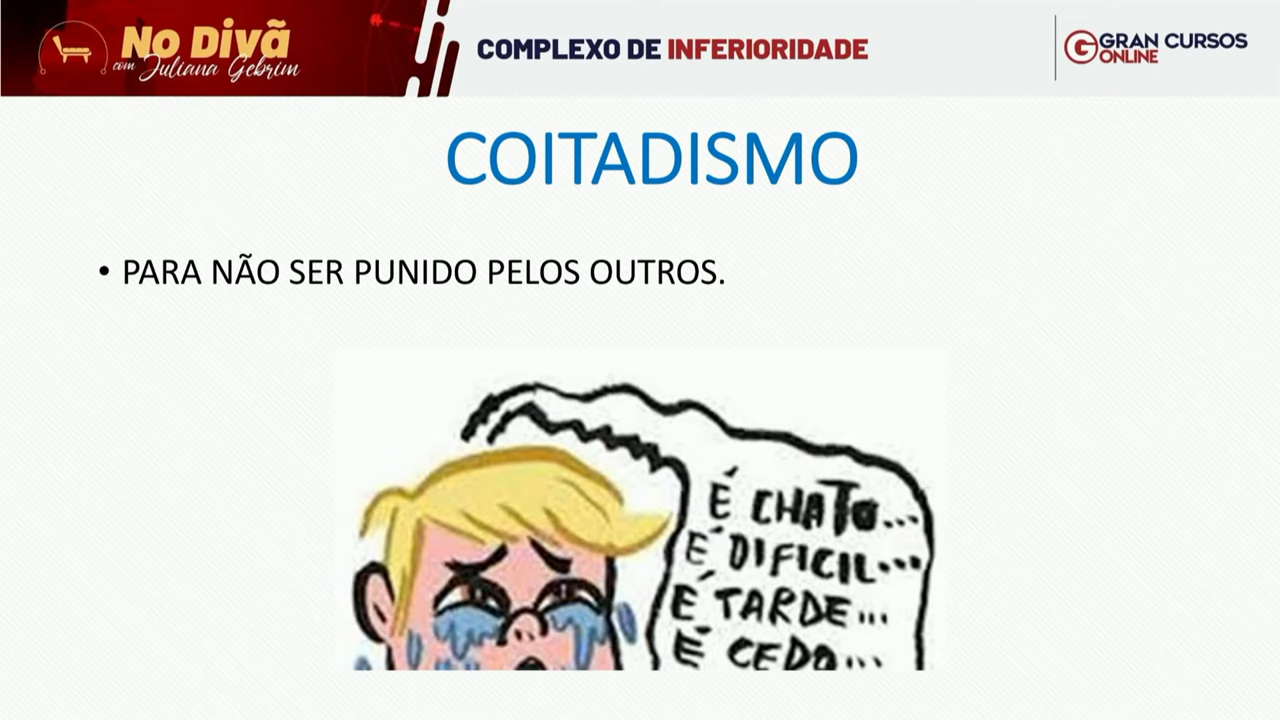 No Divã
com Juliana Gebrim
COMPLEXO DE INFERIORIDADE
GRAN CURSOS
ONLINE
COITADISMO
• PARA NÃO SER PUNIDO PELOS OUTROS.
É CHATO...
É DIFICIL...
É TARDE...
É CEDO...